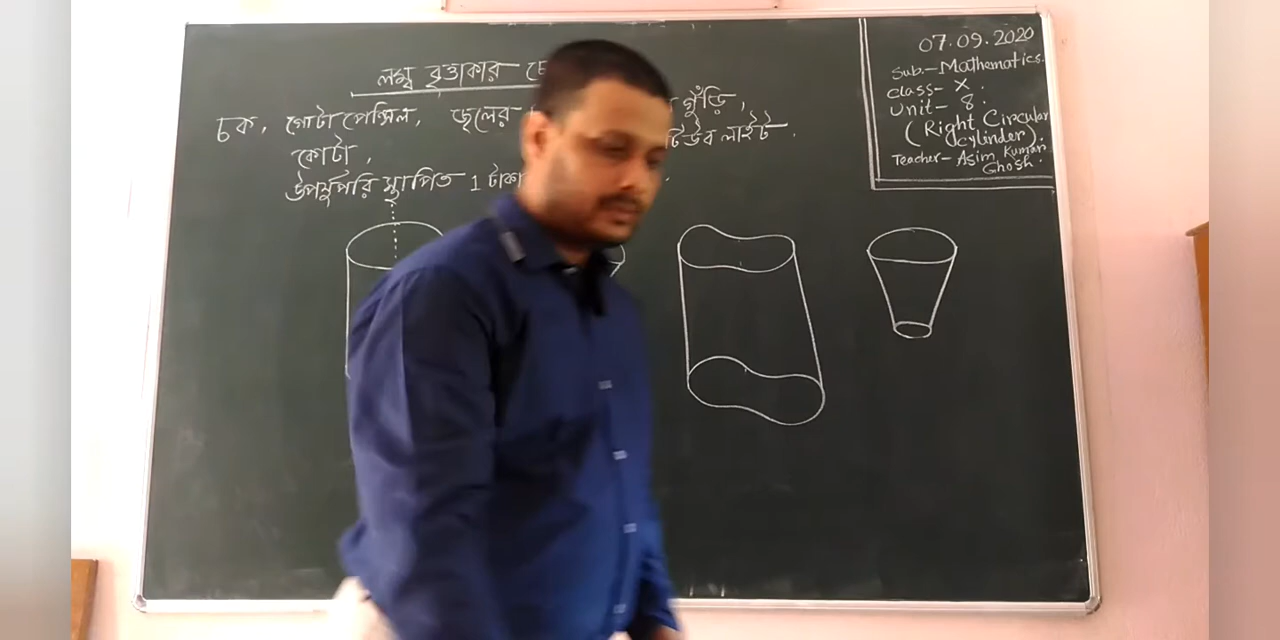 লম্ব বৃত্তাকার
চক, গোটা পেন্সিল,
গুঁড়ি,
কৌটা,
টিউব লাইট.
উপর্যুপরি স্থাপিত 1 টাকা
07.09.2020
Sub.- Mathematics.
Class- X.
Unit- 8.
(Right Circular
Cylinder).
Teacher- Asim Kumar
Ghosh.